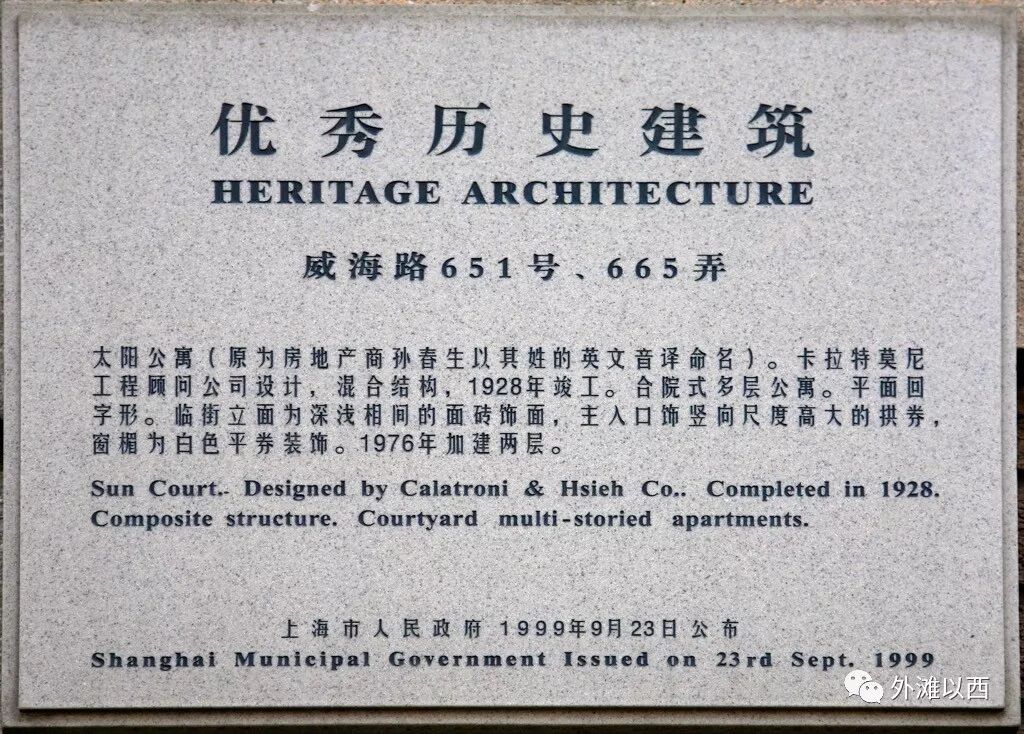 优秀历史建筑
HERITAGE ARCHITECTURE
威海路651号、665弄
太阳公寓(原为房地产商孙春生以其姓的英文音译命名)。卡拉特莫尼
工程顾问公司设计,混合结构,1928年竣工。合院式多层公寓。平面回
字形。临街立面为深浅相间的面砖饰面,主入口饰竖向尺度高大的拱券,
窗楣为白色平券装饰。1976年加建两层。
Sun Court.. Designed by Calatroni & Hsieh Co.. Completed in 1928.
Composite structure. Courtyard multi-storied apartments.
上海市人民政府 1999年9月23日公布
Shanghai Municipal Government Issued on 23rd Sept. 1999
外滩以西